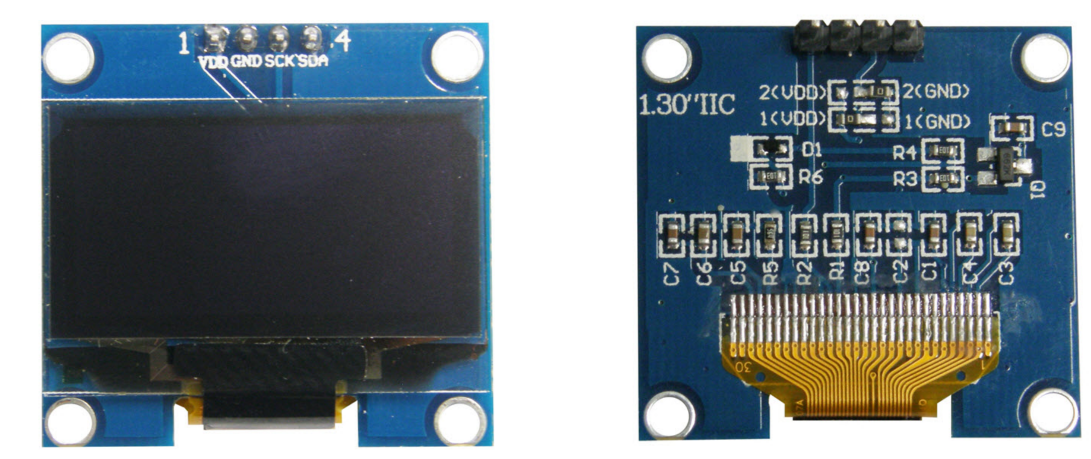 1 4
VDD GND SCK SDA
1.30"IIC
2(VDD) 2(GND)
1(VDD) 1(GND)
C9
D1 R4
R6 R3
Q1
C7 C6 C5 R5 R2 R1 C8 C2 C1 C4 C3
30